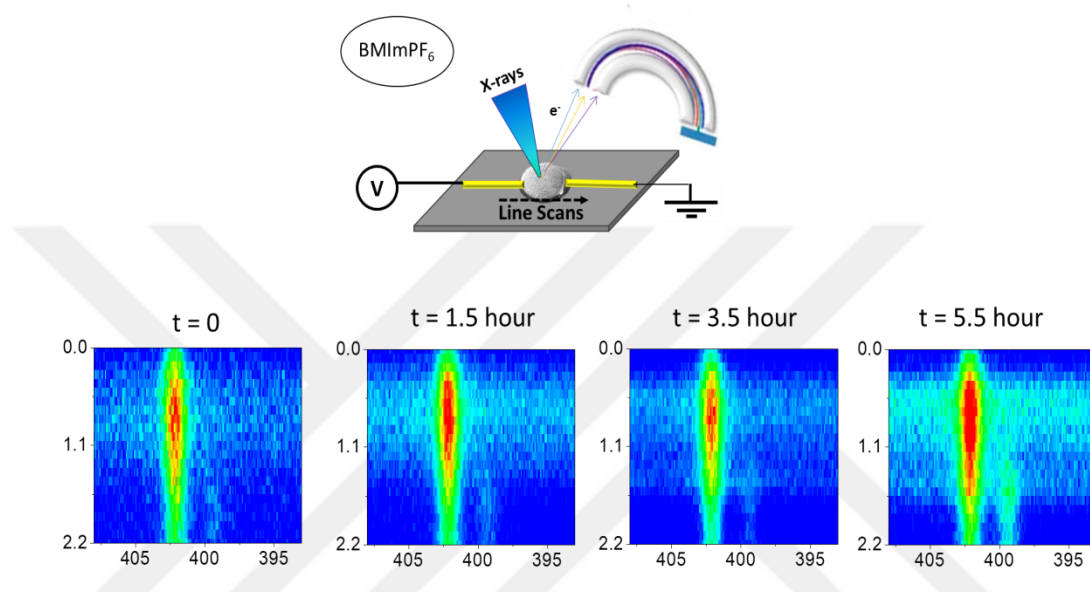 BMImPF₆
X-rays
e⁻
V
Line Scans
t = 0
t = 1.5 hour
t = 3.5 hour
t = 5.5 hour
0.0
1.1
2.2
405 400 395
0.0
1.1
2.2
405 400 395
0.0
1.1
2.2
405 400 395
0.0
1.1
2.2
405 400 395